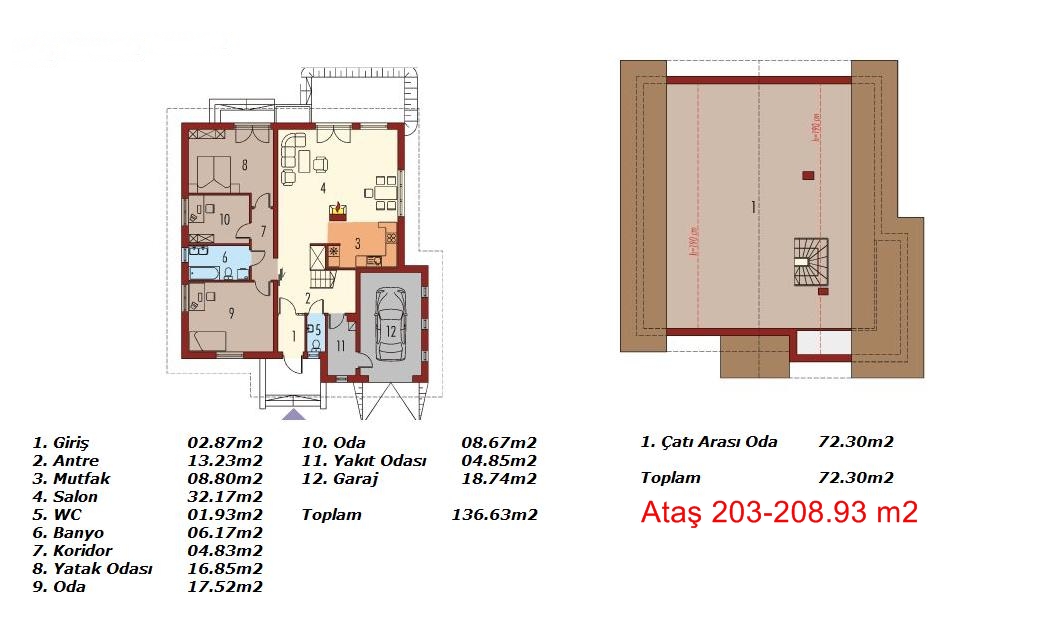 8
4
10
7
3
6
2
9
1
5
11
12
1. Giriş 02.87m2
2. Antre 13.23m2
3. Mutfak 08.80m2
4. Salon 32.17m2
5. WC 01.93m2
6. Banyo 06.17m2
7. Koridor 04.83m2
8. Yatak Odası 16.85m2
9. Oda 17.52m2
10. Oda 08.67m2
11. Yakıt Odası 04.85m2
12. Garaj 18.74m2
Toplam 136.63m2
h=190 cm
1
h=190 cm
1. Çatı Arası Oda 72.30m2
Toplam 72.30m2
Ataş 203-208.93 m2